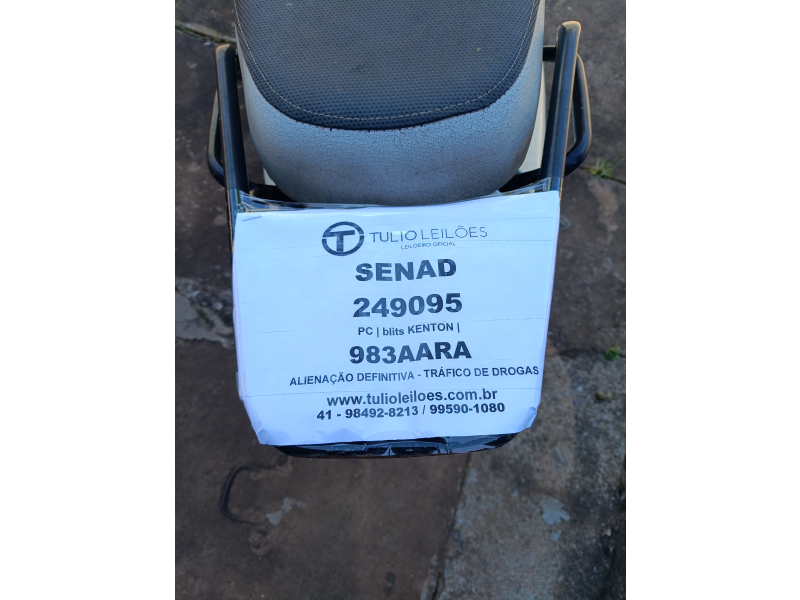 TULIO LEILÕES
LEILOEIRO OFICIAL
SENAD
249095
PC | blits KENTON |
983AARA
ALIENAÇÃO DEFINITIVA - TRÁFICO DE DROGAS
www.tulioleiloes.com.br
41 - 98492-8213 / 99590-1080